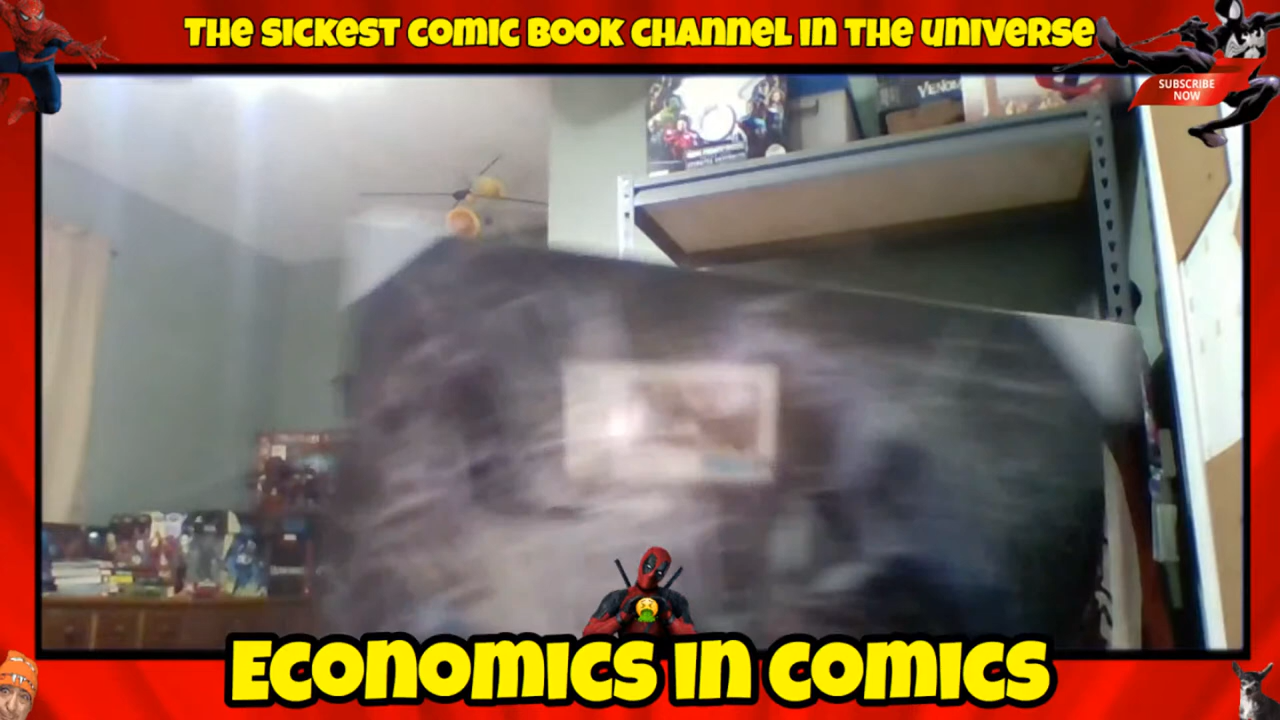 THE SICKEST COMIC BOOK CHANNEL IN THE UNIVERSE
SUBSCRIBE
NOW
VENOM
ECONOMICS IN COMICS